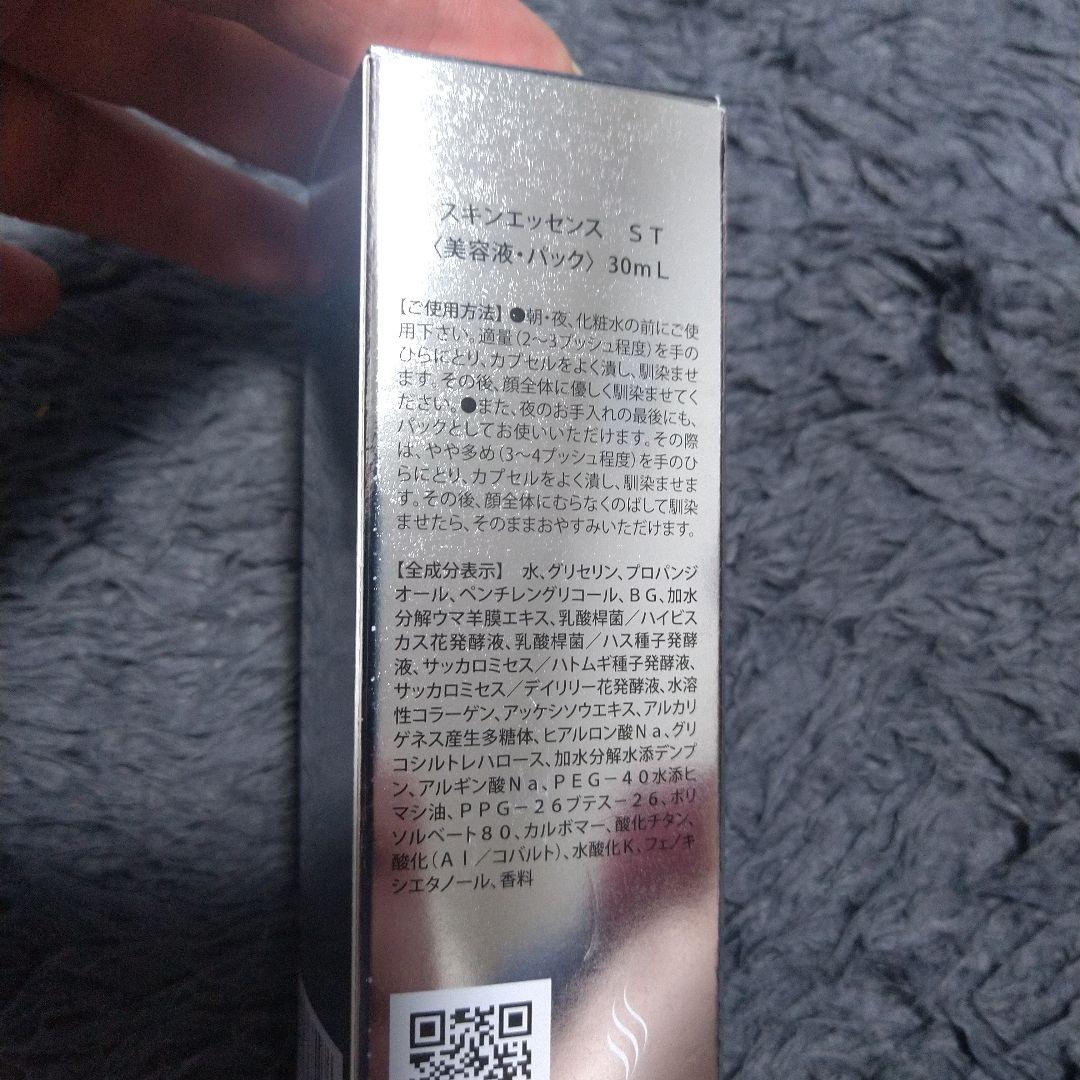 スキンエッセンス　ＳＴ
〈美容液・パック〉30mL
【ご使用方法】●朝・夜、化粧水の前にご使
用下さい。適量（2〜3プッシュ程度）を手の
ひらにとり、カプセルをよく潰し、馴染ませ
ます。その後、顔全体に優しく馴染ませてく
ださい。●また、夜のお手入れの最後にも、
パックとしてお使いいただけます。その際
は、やや多め（3〜4プッシュ程度）を手のひ
らにとり、カプセルをよく潰し、馴染ませま
す。その後、顔全体にむらなくのばして馴染
ませたら、そのままおやすみいただけます。
【全成分表示】　水、グリセリン、プロパンジ
オール、ペンチレングリコール、ＢＧ、加水
分解ウマ羊膜エキス、乳酸桿菌／ハイビス
カス花発酵液、乳酸桿菌／ハス種子発酵
液、サッカロミセス／ハトムギ種子発酵液、
サッカロミセス／デイリリー花発酵液、水溶
性コラーゲン、アッケシソウエキス、アルカリ
ゲネス産生多糖体、ヒアルロン酸Ｎａ、グリ
コシルトレハロース、加水分解水添デンプ
ン、アルギン酸Ｎａ、ＰＥＧ－４０水添ヒ
マシ油、ＰＰＧ－２６ブテス－２６、ポリ
ソルベート８０、カルボマー、酸化チタン、
酸化（Ａｌ／コバルト）、水酸化Ｋ、フェノキ
シエタノール、香料